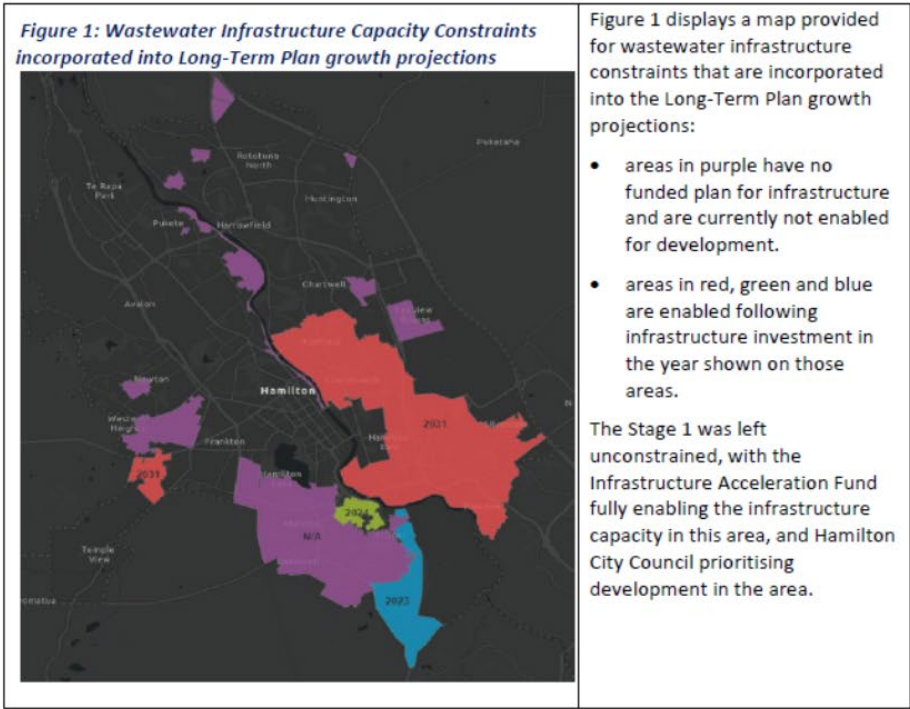 Figure 1: Wastewater Infrastructure Capacity Constraints
incorporated into Long-Term Plan growth projections
Rototuna
North
Pukete
Te Rapa
Park
Huntington
Harrowfield
Chartwell
Avalon
Hamilton
Frankton
2031
2031
2024
N/A
Temple
View
2025
Figure 1 displays a map provided
for wastewater infrastructure
constraints that are incorporated
into the Long-Term Plan growth
projections:
• areas in purple have no
funded plan for infrastructure
and are currently not enabled
for development.
• areas in red, green and blue
are enabled following
infrastructure investment in
the year shown on those
areas.
The Stage 1 was left
unconstrained, with the
Infrastructure Acceleration Fund
fully enabling the infrastructure
capacity in this area, and Hamilton
City Council prioritising
development in the area.